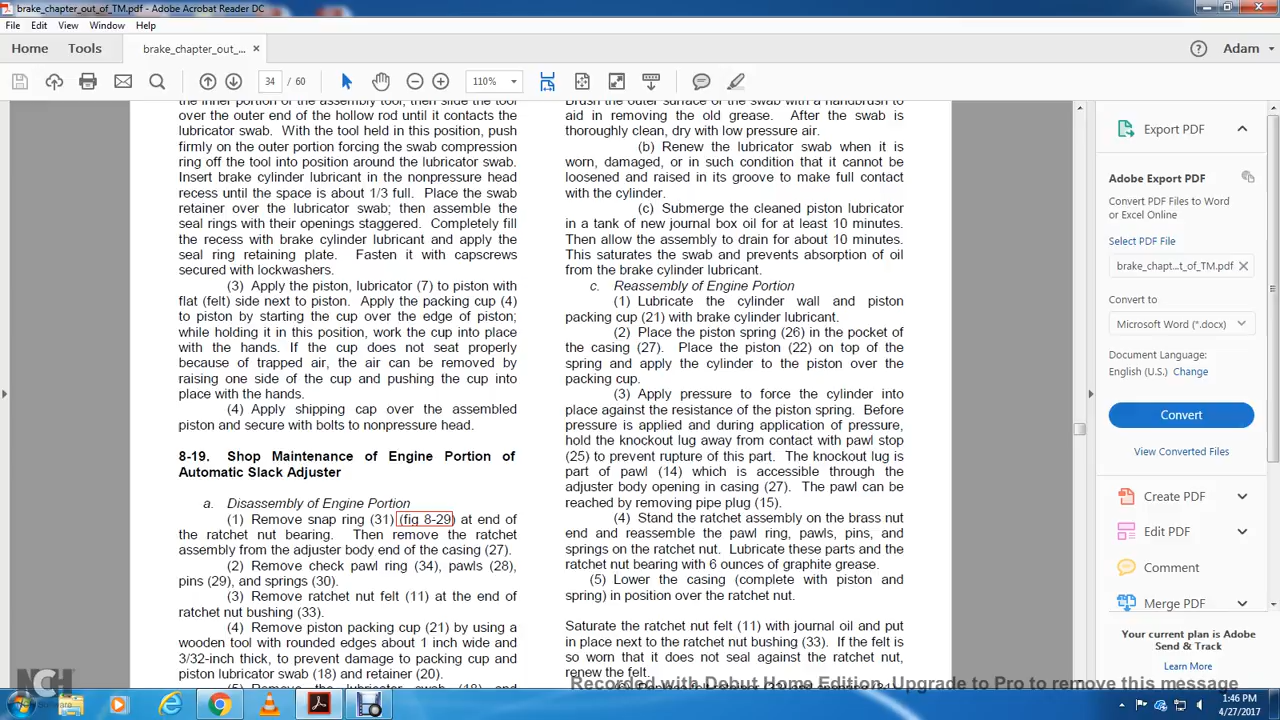 brake_chapter_out_of_TM.pdf - Adobe Acrobat Reader DC
File Edit View Window Help
Home Tools brake_chapter_out_... × ? Adam
34 / 60 110%
the inner portion of the assembly tool, then slide the tool
over the outer end of the hollow rod until it contacts the
lubricator swab. With the tool held in this position, push
firmly on the outer portion forcing the swab compression
ring off the tool into position around the lubricator swab.
Insert brake cylinder lubricant in the nonpressure head
recess until the space is about 1/3 full. Place the swab
retainer over the lubricator swab; then assemble the
seal rings with their openings staggered. Completely fill
the recess with brake cylinder lubricant and apply the
seal ring retaining plate. Fasten it with capscrews
secured with lockwashers.
(3) Apply the piston, lubricator (7) to piston with
flat (felt) side next to piston. Apply the packing cup (4)
to piston by starting the cup over the edge of piston;
while holding it in this position, work the cup into place
with the hands. If the cup does not seat properly
because of trapped air, the air can be removed by
raising one side of the cup and pushing the cup into
place with the hands.
(4) Apply shipping cap over the assembled
piston and secure with bolts to nonpressure head.
8-19. Shop Maintenance of Engine Portion of
Automatic Slack Adjuster
a. Disassembly of Engine Portion
(1) Remove snap ring (31) (fig 8-29) at end of
the ratchet nut bearing. Then remove the ratchet
assembly from the adjuster body end of the casing (27).
(2) Remove check pawl ring (34), pawls (28),
pins (29), and springs (30).
(3) Remove ratchet nut felt (11) at the end of
ratchet nut bushing (33).
(4) Remove piston packing cup (21) by using a
wooden tool with rounded edges about 1 inch wide and
3/32-inch thick, to prevent damage to packing cup and
piston lubricator swab (18) and retainer (20).
(5) Remove the lubricator swab (18) and
Brush the outer surface of the swab with a handbrush to
aid in removing the old grease. After the swab is
thoroughly clean, dry with low pressure air.
(b) Renew the lubricator swab when it is
worn, damaged, or in such condition that it cannot be
loosened and raised in its groove to make full contact
with the cylinder.
(c) Submerge the cleaned piston lubricator
in a tank of new journal box oil for at least 10 minutes.
Then allow the assembly to drain for about 10 minutes.
This saturates the swab and prevents absorption of oil
from the brake cylinder lubricant.
c. Reassembly of Engine Portion
(1) Lubricate the cylinder wall and piston
packing cup (21) with brake cylinder lubricant.
(2) Place the piston spring (26) in the pocket of
the casing (27). Place the piston (22) on top of the
spring and apply the cylinder to the piston over the
packing cup.
(3) Apply pressure to force the cylinder into
place against the resistance of the piston spring. Before
pressure is applied and during application of pressure,
hold the knockout lug away from contact with pawl stop
(25) to prevent rupture of this part. The knockout lug is
part of pawl (14) which is accessible through the
adjuster body opening in casing (27). The pawl can be
reached by removing pipe plug (15).
(4) Stand the ratchet assembly on the brass nut
end and reassemble the pawl ring, pawls, pins, and
springs on the ratchet nut. Lubricate these parts and the
ratchet nut bearing with 6 ounces of graphite grease.
(5) Lower the casing (complete with piston and
spring) in position over the ratchet nut.
Saturate the ratchet nut felt (11) with journal oil and put
in place next to the ratchet nut bushing (33). If the felt is
so worn that it does not seal against the ratchet nut,
renew the felt.
Export PDF
Adobe Export PDF
Convert PDF Files to Word
or Excel Online
Select PDF File
brake_chapt...t_of_TM.pdf ×
Convert to
Microsoft Word (*.docx)
Document Language:
English (U.S.) Change
Convert
View Converted Files
Create PDF
Edit PDF
Comment
Merge PDF
Your current plan is Adobe
Send & Track
Learn More
Recorded with Debut Home Edition: Upgrade to Pro to remove this message
NCH Software
1:46 PM
4/27/2017